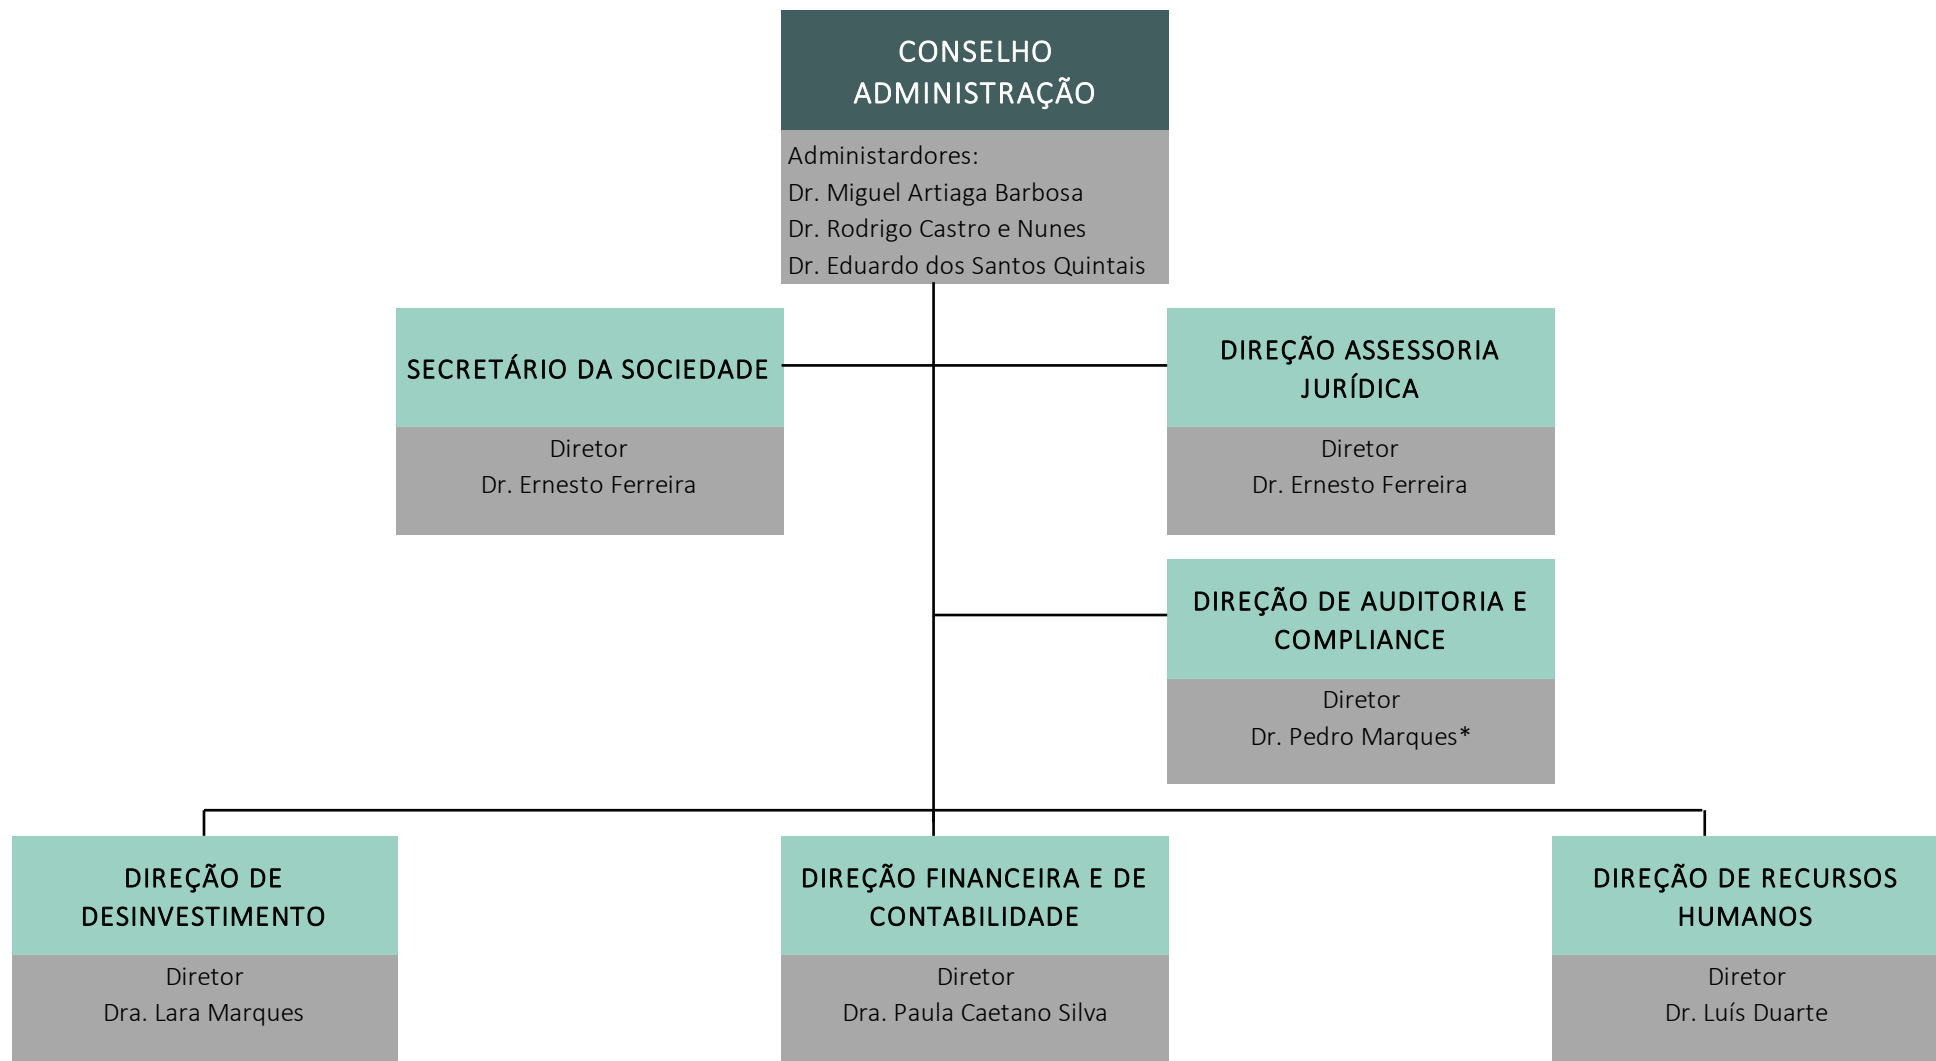 CONSELHO
ADMINISTRAÇÃO
Administardores:
Dr. Miguel Artiaga Barbosa
Dr. Rodrigo Castro e Nunes
Dr. Eduardo dos Santos Quintais
SECRETÁRIO DA SOCIEDADE
Diretor
Dr. Ernesto Ferreira
DIREÇÃO ASSESSORIA
JURÍDICA
Diretor
Dr. Ernesto Ferreira
DIREÇÃO DE AUDITORIA E
COMPLIANCE
Diretor
Dr. Pedro Marques*
DIREÇÃO DE
DESINVESTIMENTO
Diretor
Dra. Lara Marques
DIREÇÃO FINANCEIRA E DE
CONTABILIDADE
Diretor
Dra. Paula Caetano Silva
DIREÇÃO DE RECURSOS
HUMANOS
Diretor
Dr. Luís Duarte